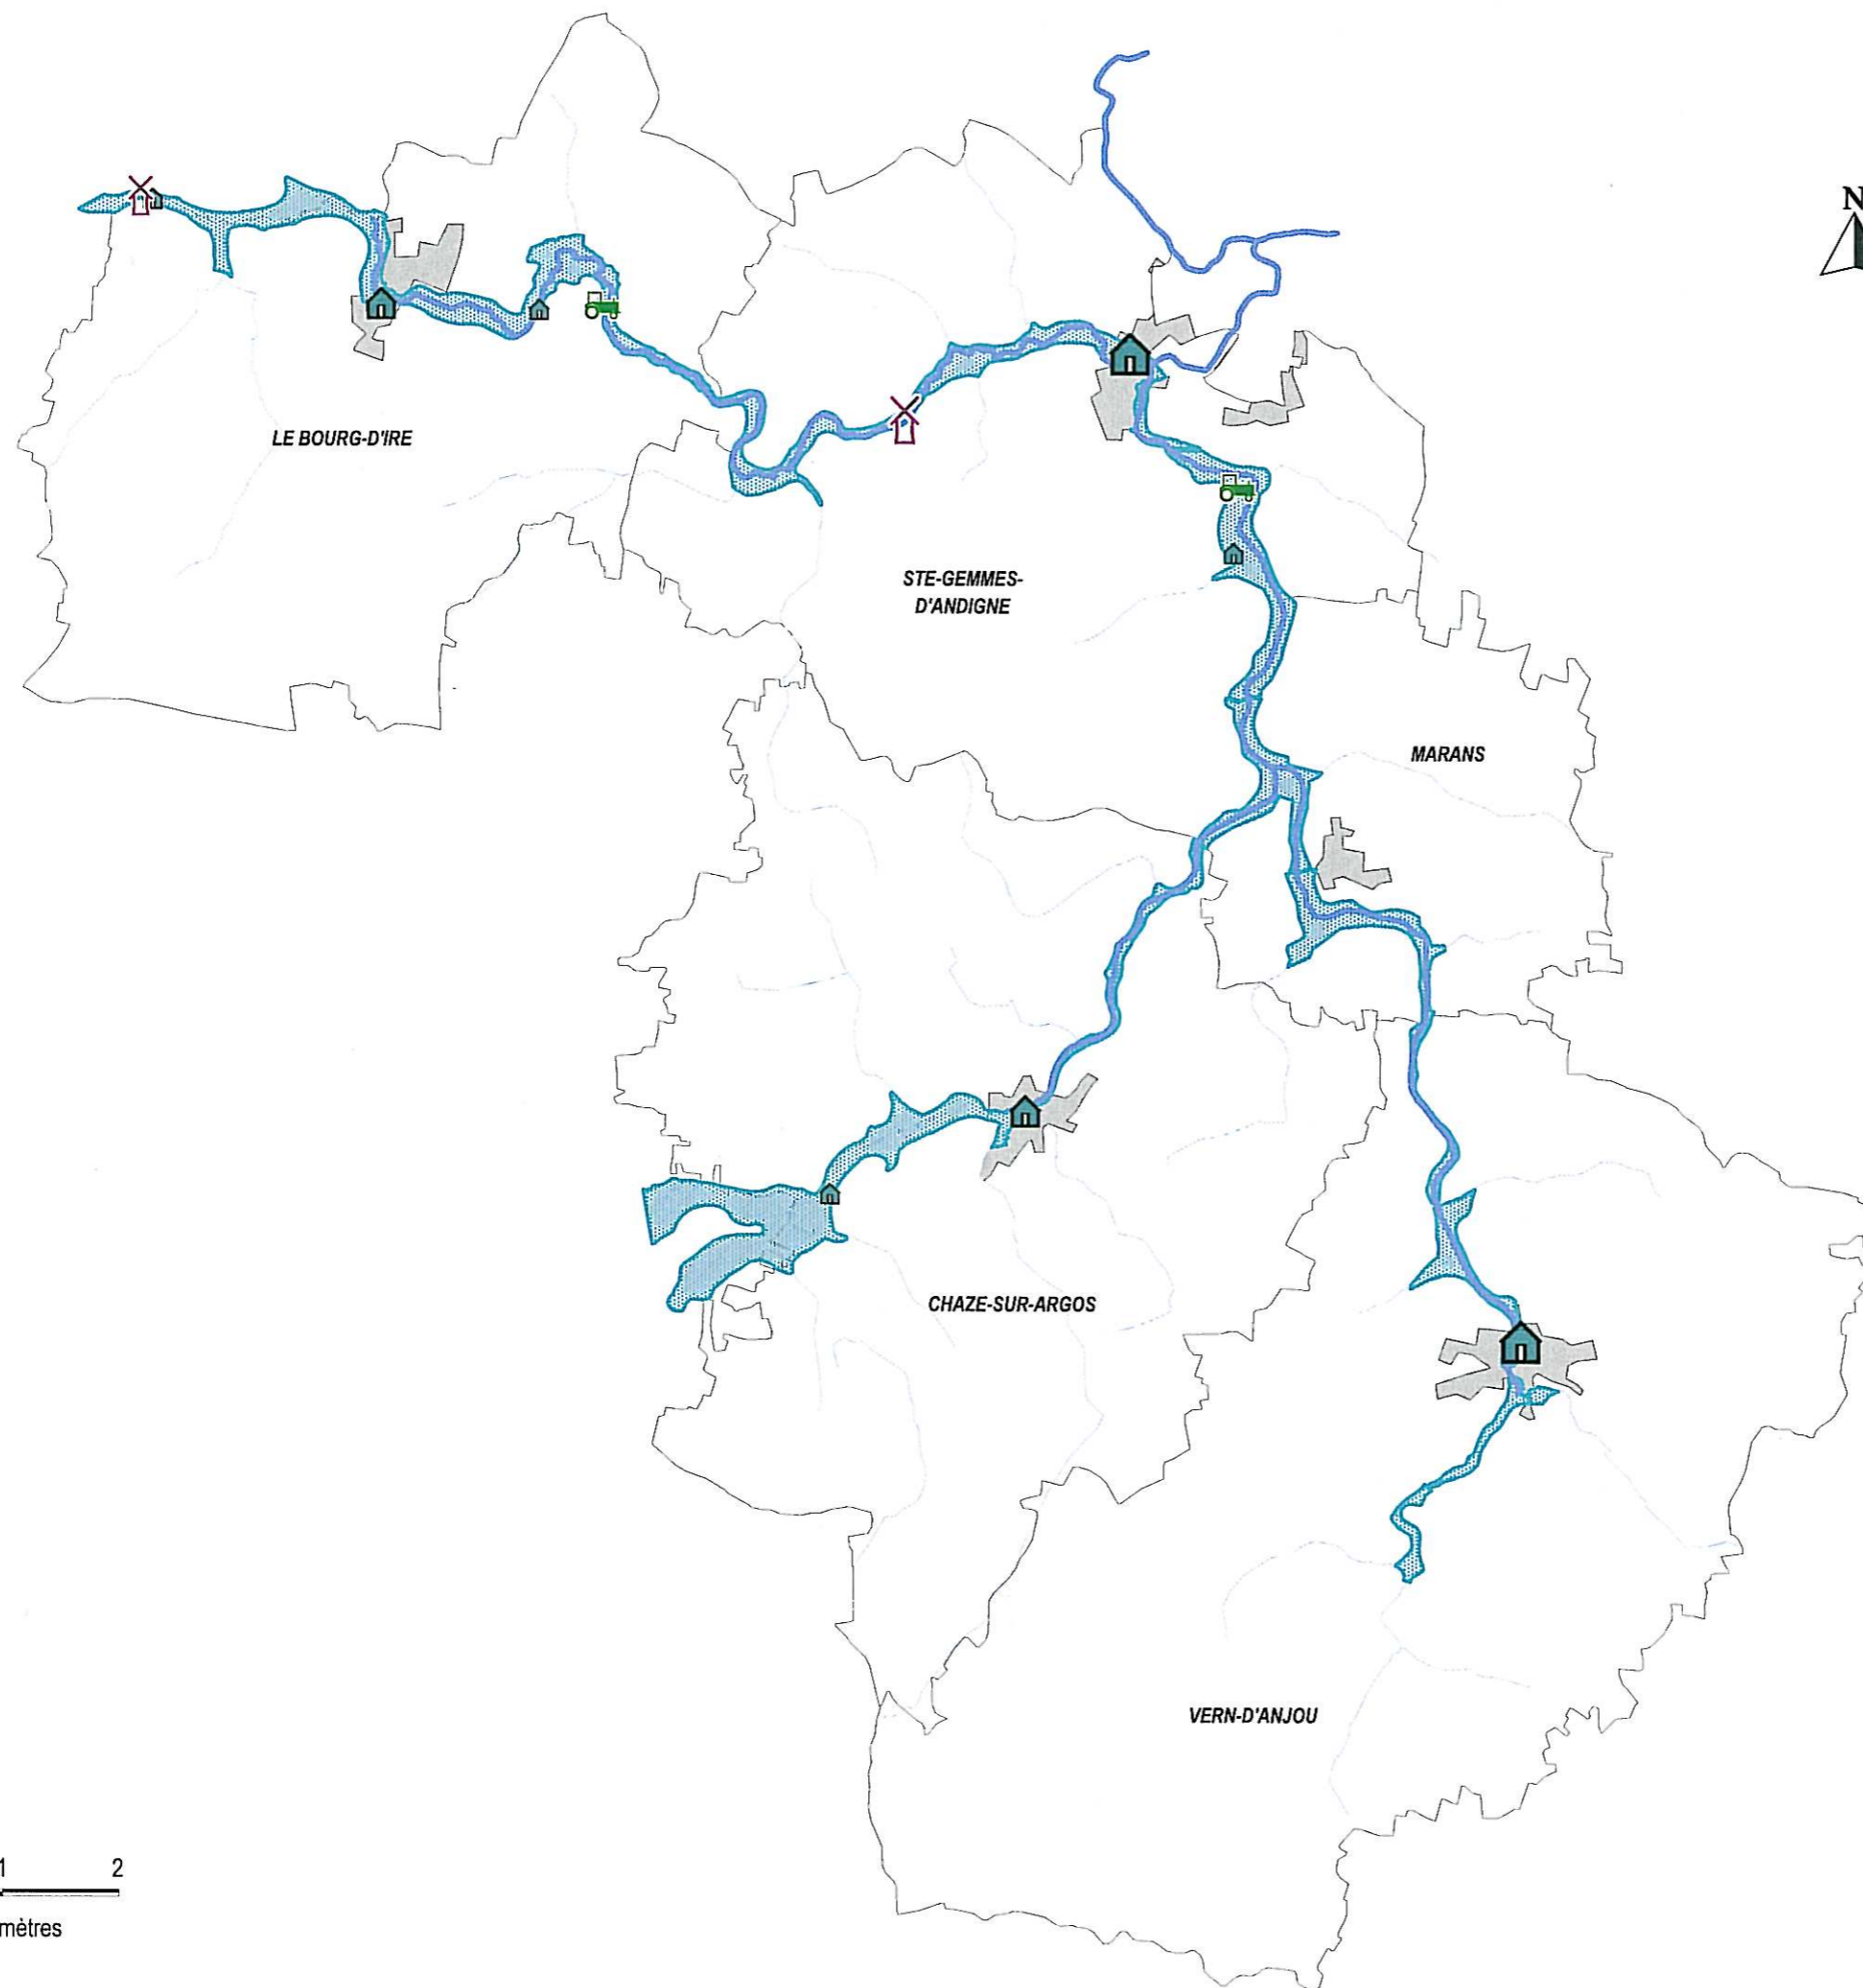 N
LE BOURG-D'IRE
STE-GEMMES-
D'ANDIGNE
MARANS
CHAZE-SUR-ARGOS
VERN-D'ANJOU
1 2
mètres